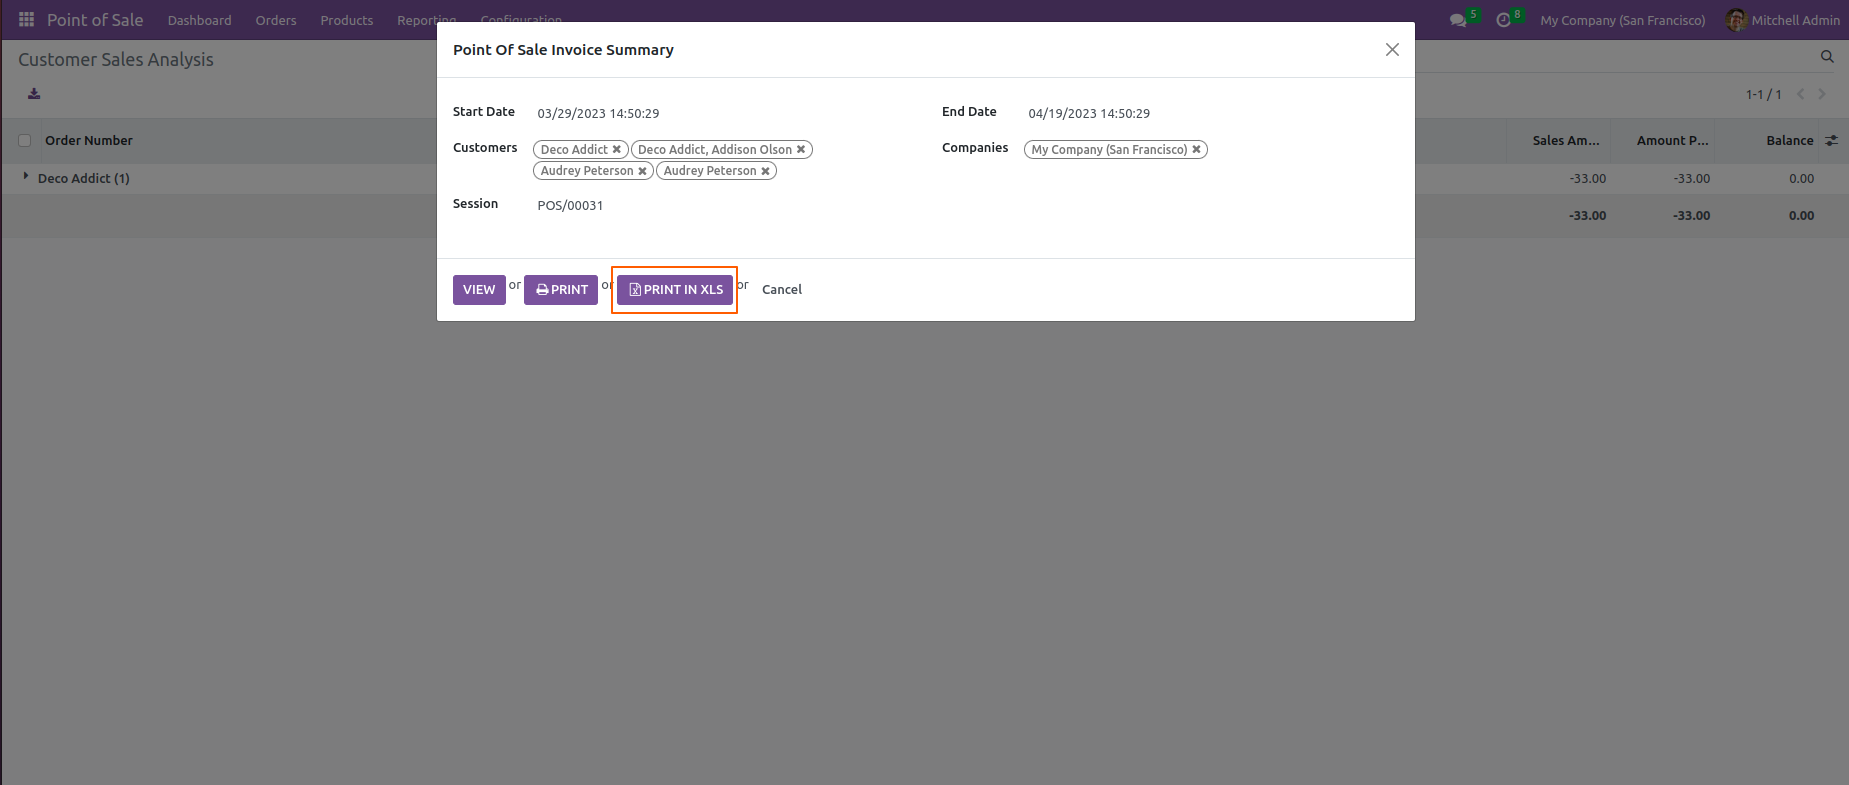 Point of Sale Dashboard Orders Products Reporting Configuration 5 8 My Company (San Francisco) Mitchell Admin
Customer Sales Analysis
1-1 / 1
Order Number Sales Am... Amount P... Balance
Deco Addict (1) -33.00 -33.00 0.00
-33.00 -33.00 0.00
Point Of Sale Invoice Summary
Start Date 03/29/2023 14:50:29 End Date 04/19/2023 14:50:29
Customers Deco Addict ✖ Deco Addict, Addison Olson ✖ Companies My Company (San Francisco) ✖
Audrey Peterson ✖ Audrey Peterson ✖
Session POS/00031
VIEW or PRINT or PRINT IN XLS or Cancel